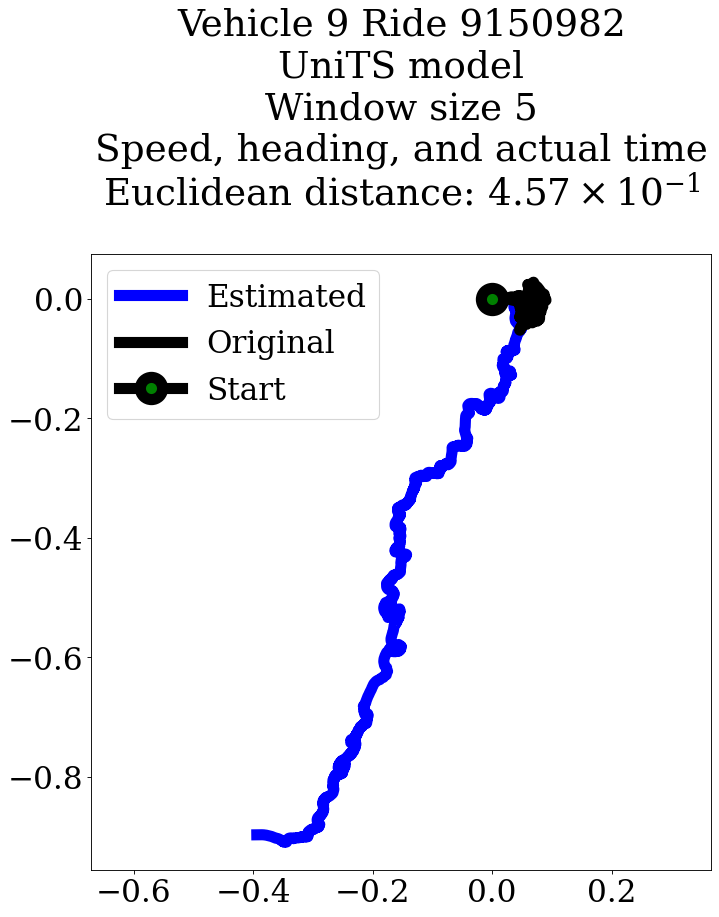 Vehicle 9 Ride 9150982
UniTS model
Window size 5
Speed, heading, and actual time
Euclidean distance: 4.57 × 10⁻¹
Estimated
Original
Start
0.0
−0.2
−0.4
−0.6
−0.8
−0.6 −0.4 −0.2 0.0 0.2